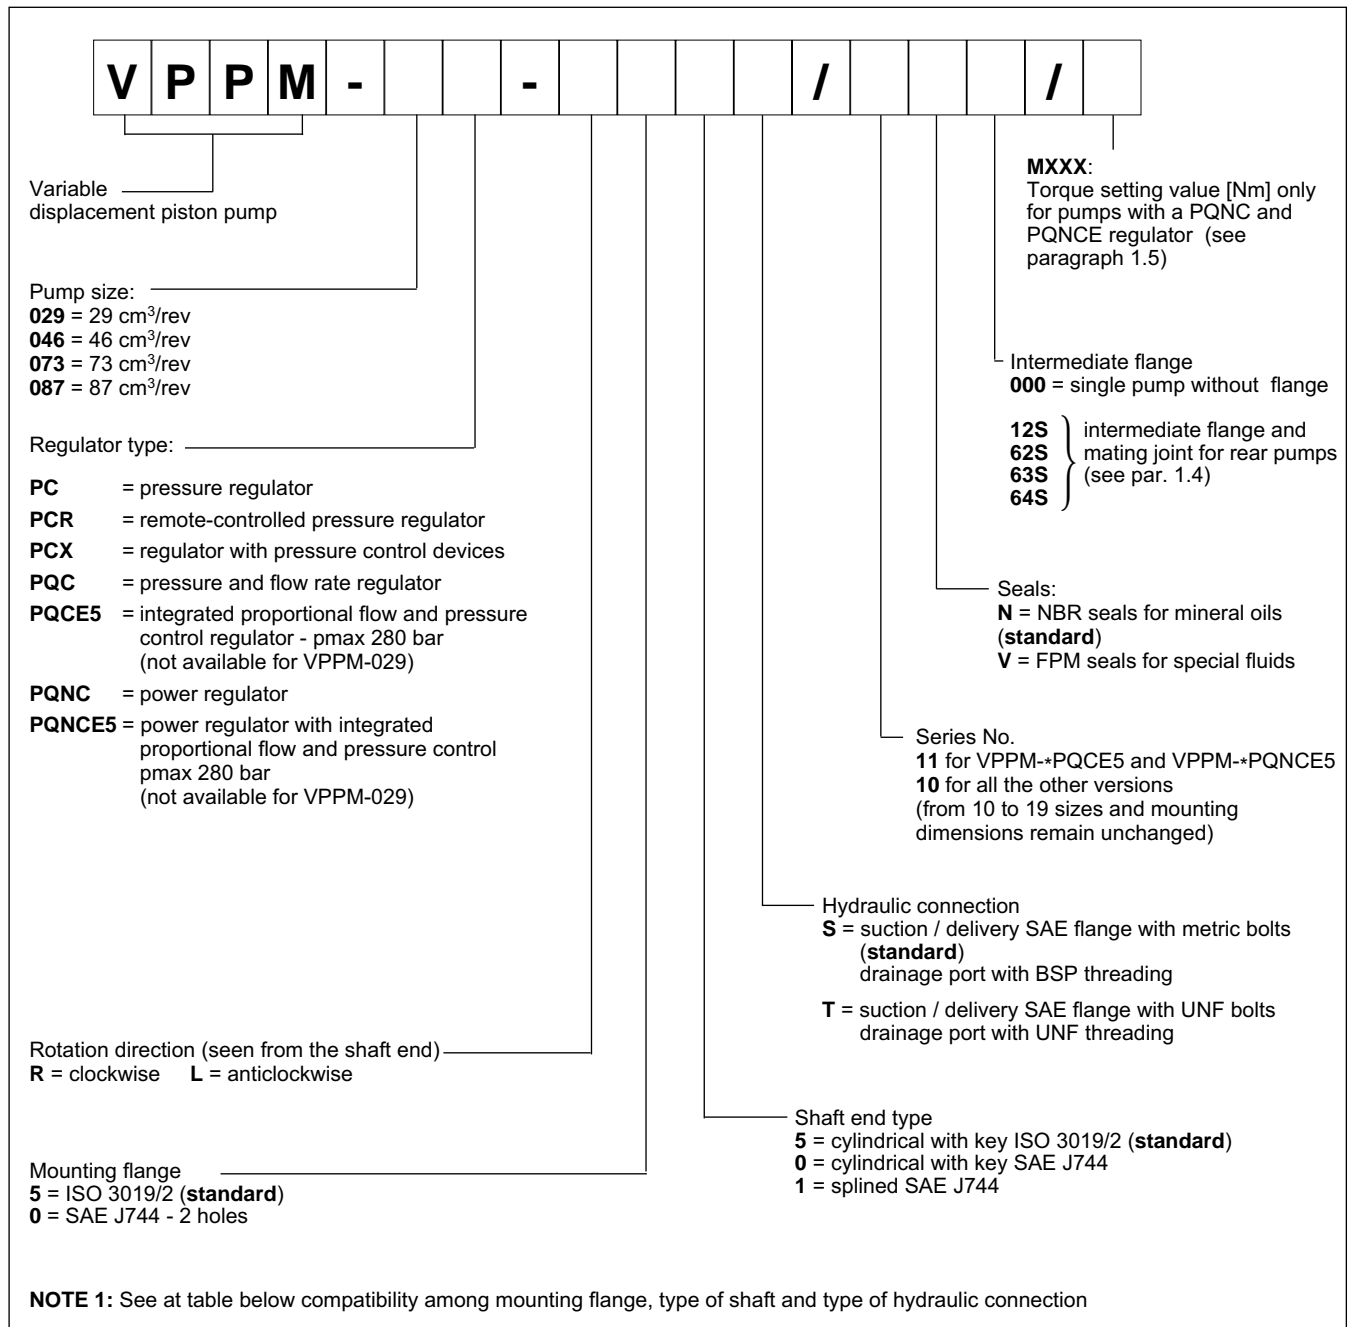 VPPM- - / /
Variable
displacement piston pump
Pump size:
029 = 29 cm³/rev
046 = 46 cm³/rev
073 = 73 cm³/rev
087 = 87 cm³/rev
Regulator type:
PC = pressure regulator
PCR = remote-controlled pressure regulator
PCX = regulator with pressure control devices
PQC = pressure and flow rate regulator
PQCE5 = integrated proportional flow and pressure
control regulator - pmax 280 bar
(not available for VPPM-029)
PQNC = power regulator
PQNCE5 = power regulator with integrated
proportional flow and pressure control
pmax 280 bar
(not available for VPPM-029)
Rotation direction (seen from the shaft end)
R = clockwise L = anticlockwise
Mounting flange
5 = ISO 3019/2 (standard)
0 = SAE J744 - 2 holes
MXXX:
Torque setting value [Nm] only
for pumps with a PQNC and
PQNCE regulator (see
paragraph 1.5)
Intermediate flange
000 = single pump without flange
12S intermediate flange and
62S mating joint for rear pumps
63S (see par. 1.4)
64S
Seals:
N = NBR seals for mineral oils
(standard)
V = FPM seals for special fluids
Series No.
11 for VPPM-*PQCE5 and VPPM-*PQNCE5
10 for all the other versions
(from 10 to 19 sizes and mounting
dimensions remain unchanged)
Hydraulic connection
S = suction / delivery SAE flange with metric bolts
(standard)
drainage port with BSP threading
T = suction / delivery SAE flange with UNF bolts
drainage port with UNF threading
Shaft end type
5 = cylindrical with key ISO 3019/2 (standard)
0 = cylindrical with key SAE J744
1 = splined SAE J744
NOTE 1: See at table below compatibility among mounting flange, type of shaft and type of hydraulic connection